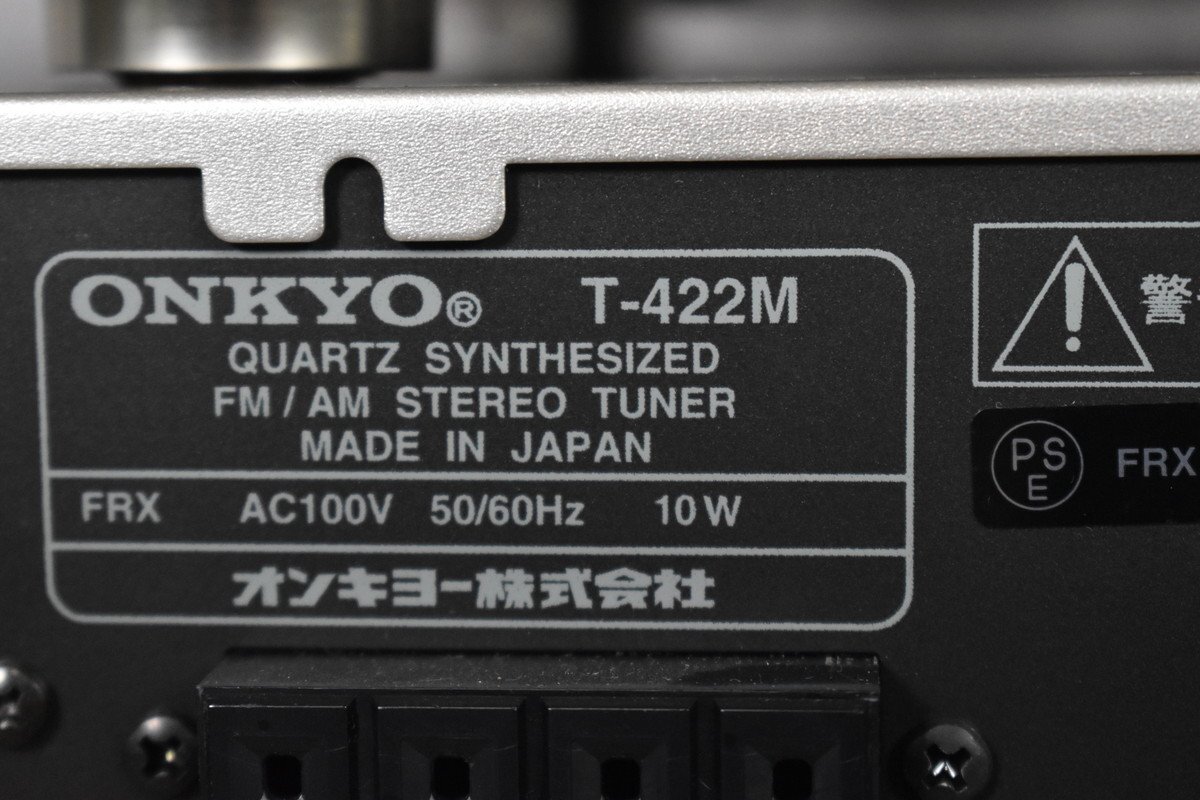 ONKYO® T-422M
QUARTZ SYNTHESIZED
FM / AM STEREO TUNER
MADE IN JAPAN
FRX AC100V 50/60Hz 10W
オンキヨー株式会社
警
PSE FRX